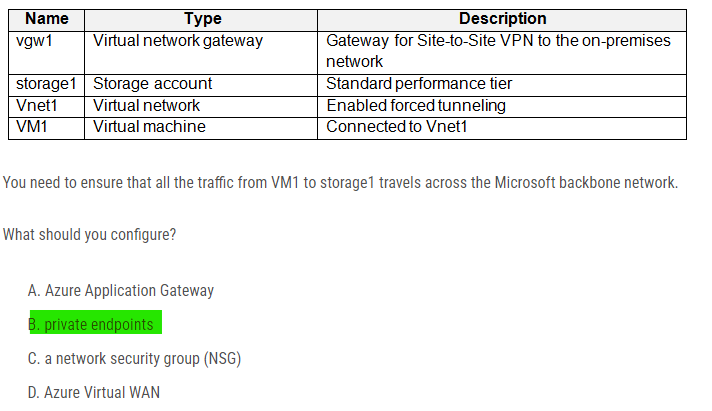 Name Type Description
vgw1 Virtual network gateway Gateway for Site-to-Site VPN to the on-premises
network
storage1 Storage account Standard performance tier
Vnet1 Virtual network Enabled forced tunneling
VM1 Virtual machine Connected to Vnet1
You need to ensure that all the traffic from VM1 to storage1 travels across the Microsoft backbone network.
What should you configure?
A. Azure Application Gateway
B. private endpoints
C. a network security group (NSG)
D. Azure Virtual WAN